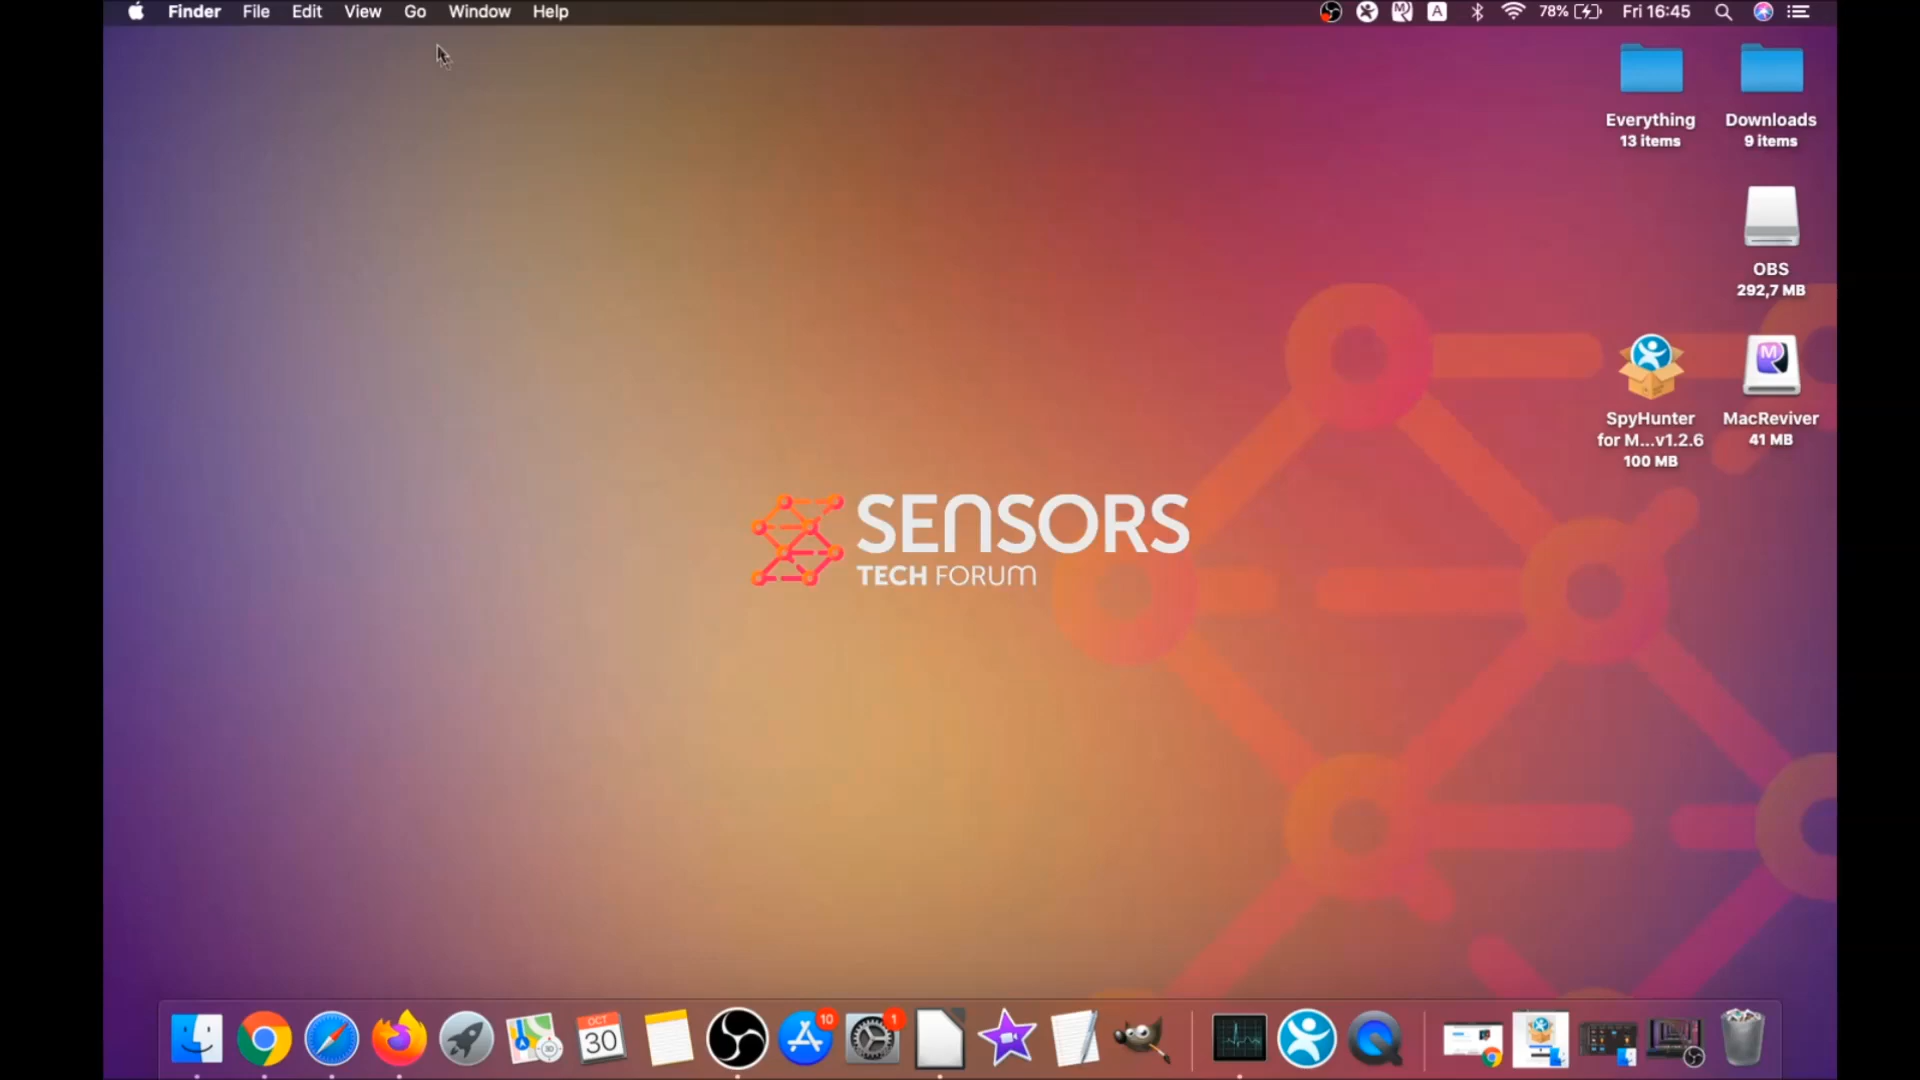 Finder File Edit View Go Window Help
A 78% Fri 16:45
Everything
13 items
Downloads
9 items
OBS
292,7 MB
SpyHunter
for M...v1.2.6
100 MB
M
MacReviver
41 MB
SENSORS
TECH FORUM
OCT
30
10
1